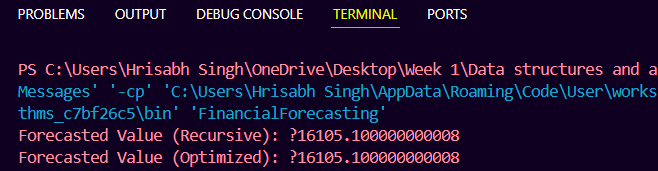 PROBLEMS OUTPUT DEBUG CONSOLE TERMINAL PORTS
PS C:\Users\Hrisabh Singh\OneDrive\Desktop\Week 1\Data structures and a
Messages' '-cp' 'C:\Users\Hrisabh Singh\AppData\Roaming\Code\User\works
thms_c7bf26c5\bin' 'FinancialForecasting'
Forecasted Value (Recursive): ?16105.100000000008
Forecasted Value (Optimized): ?16105.100000000008